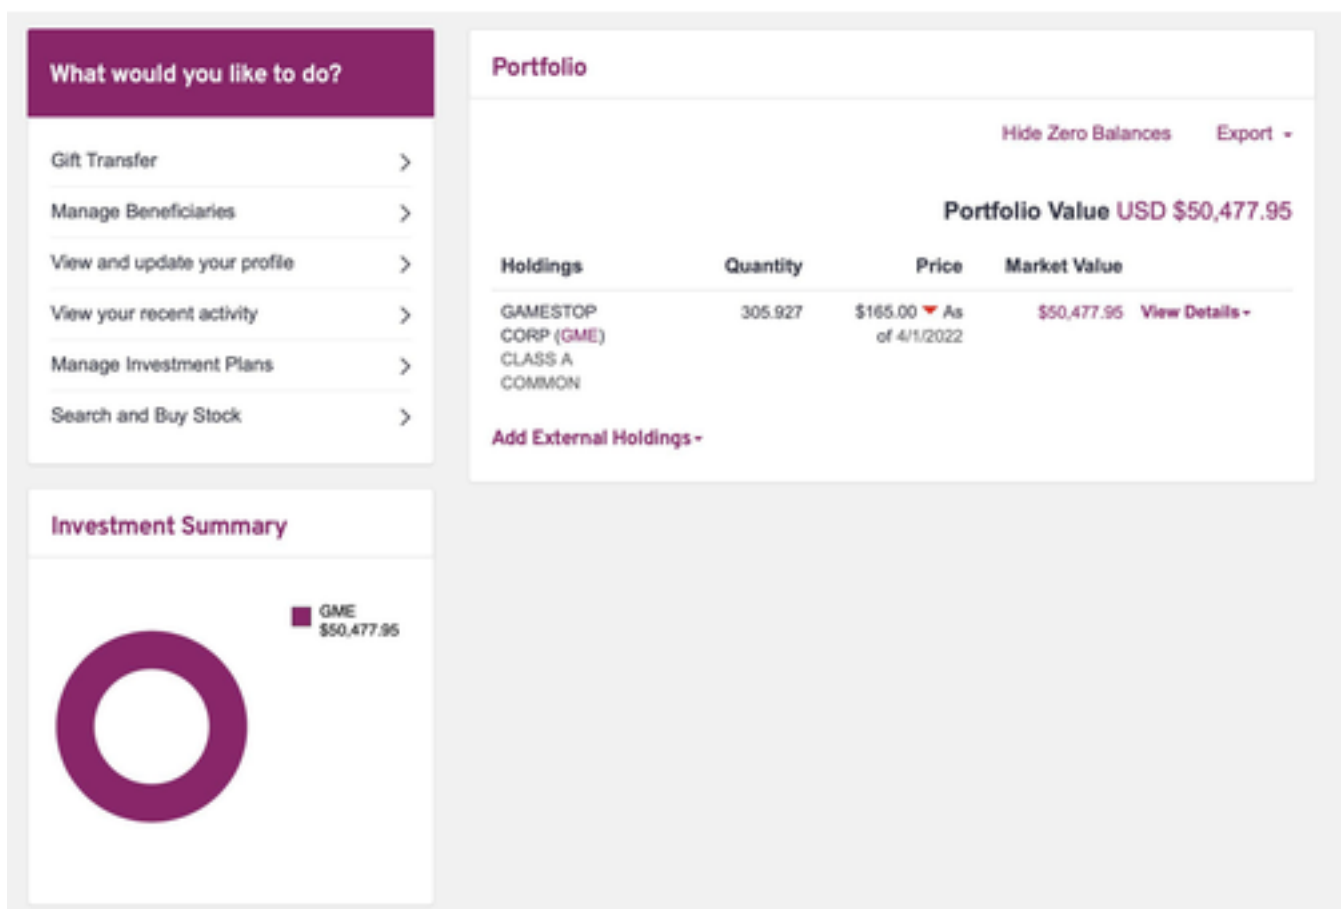 What would you like to do?
Gift Transfer
Manage Beneficiaries
View and update your profile
View your recent activity
Manage Investment Plans
Search and Buy Stock
Investment Summary
GME
$50,477.95
Portfolio
Hide Zero Balances Export
Portfolio Value USD $50,477.95
Holdings Quantity Price Market Value
GAMESTOP 305.927 $165.00 As $50,477.95 View Details
CORP (GME) of 4/1/2022
CLASS A
COMMON
Add External Holdings